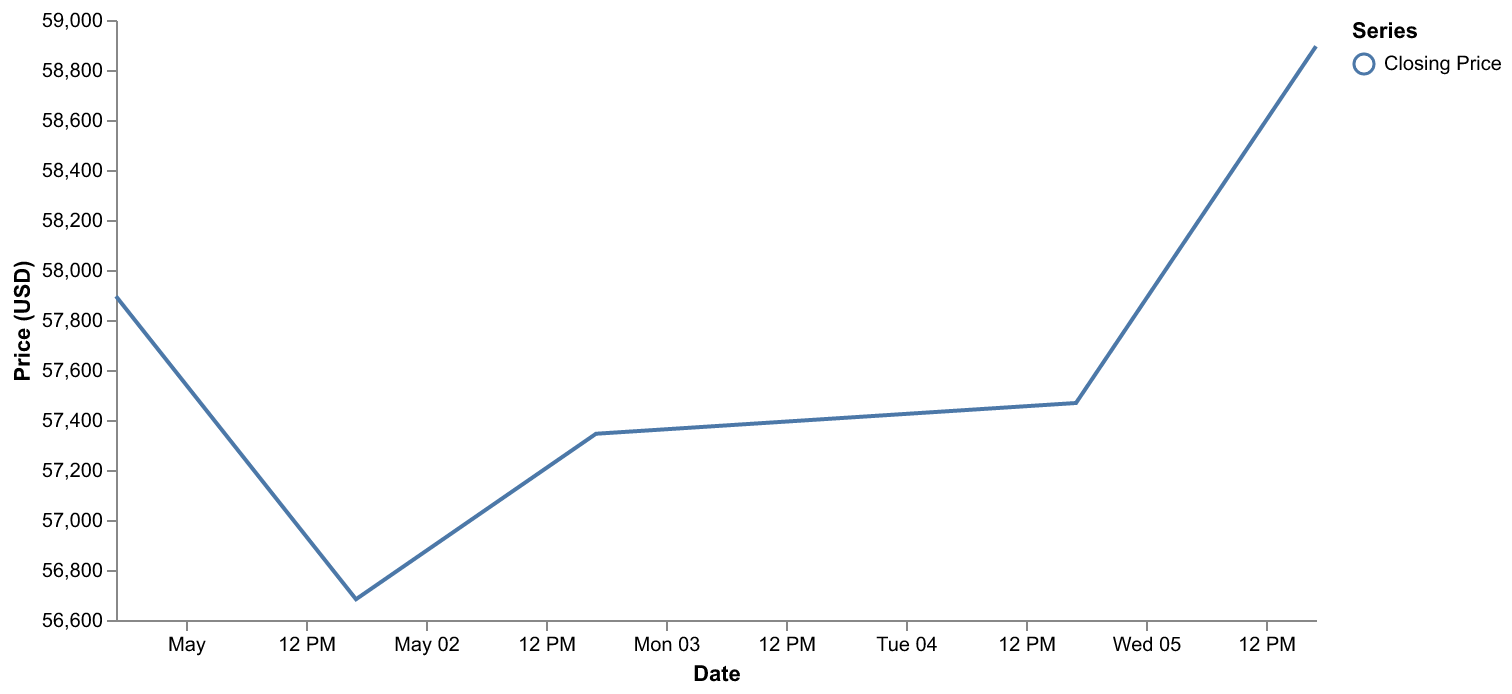 59,000
58,800
58,600
58,400
58,200
58,000
57,800
57,600
57,400
57,200
57,000
56,800
56,600
Price (USD)
May 12 PM May 02 12 PM Mon 03 12 PM Tue 04 12 PM Wed 05 12 PM
Date
Series
Closing Price